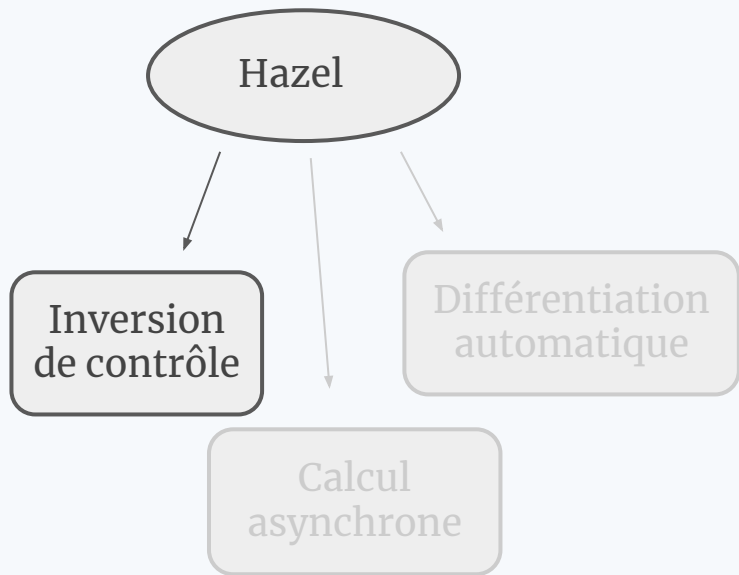 Hazel
Inversion
de contrôle
Différentiation
automatique
Calcul
asynchrone